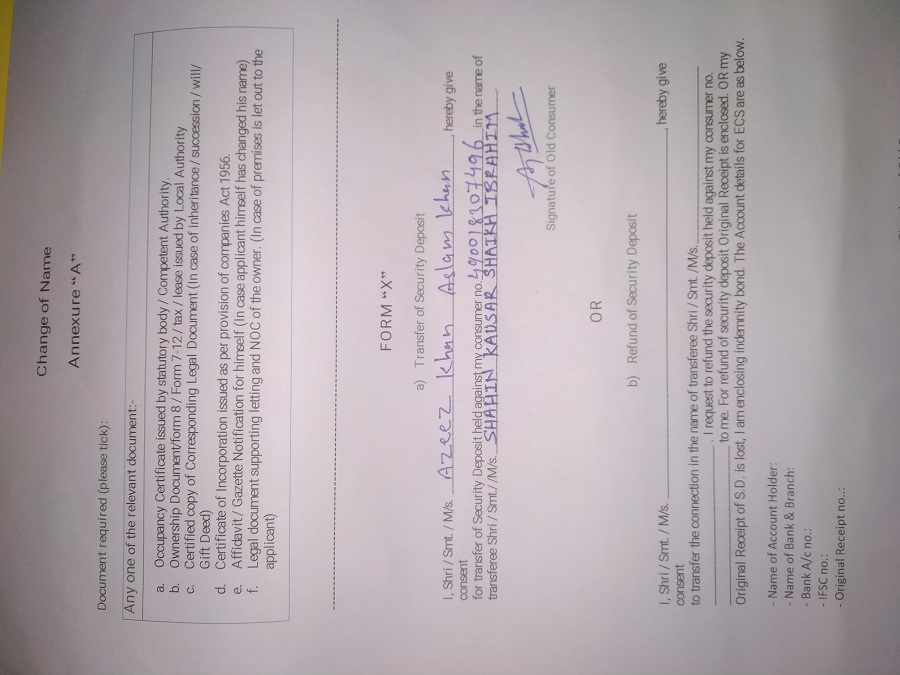 Change of Name
Annexure “A”
Document required (please tick):
Any one of the relevant document:-
a. Occupancy Certificate issued by statutory body / Competent Authority.
b. Ownership Document/form 8 / Form 7-12 / tax / lease issued by Local Authority
c. Certified copy of Corresponding Legal Document (In case of inheritance / succession / will/
Gift Deed)
d. Certificate of Incorporation issued as per provision of companies Act 1956.
e. Affidavit / Gazette Notification for himself (In case applicant himself has changed his name)
f. Legal document supporting letting and NOC of the owner. (In case of premises is let out to the
applicant)
FORM “X”
a) Transfer of Security Deposit
I, Shri / Smt. / M/s. Azeez Khan Aslam Khan, hereby give
consent
for transfer of Security Deposit held against my consumer no. 490018207496 in the name of
transferee Shri / Smt./ /M/s. SHAHIN KAUSAR SHAIKH IBRAHIM
Signature of Old Consumer
OR
b) Refund of Security Deposit
I, Shri / Smt. / M/s. , hereby give
consent
to transfer the connection in the name of transferee Shri / Smt. /M/s.
. I request to refund the security deposit held against my consumer no.
to me. For refund of security deposit Original Receipt is enclosed. OR my
Original Receipt of S.D. is lost, I am enclosing indemnity bond. The Account details for ECS are as below.
- Name of Account Holder:
- Name of Bank & Branch:
- Bank A/c no.:
- IFSC no.:
- Original Receipt no..: